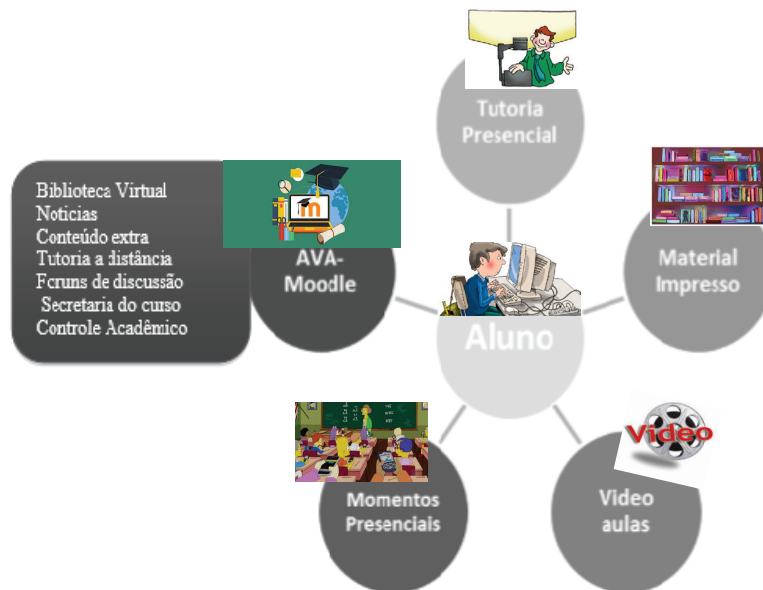 Tutoria
Presencial
Biblioteca Virtual
Noticias
Conteúdo extra
Tutoria a distância
Foruns de discussão
Secretaria do curso
Controle Acadêmico
m
AVA-
Moodle
Material
Impresso
Aluno
Video
Momentos
Presenciais
Video
aulas